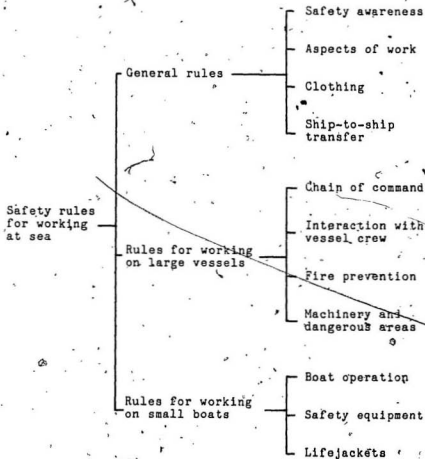 Safety awareness
Aspects of work
General rules
Clothing
Ship-to-ship
transfer
Chain of command
Safety rules
for working
at sea
Interaction with
vessel crew
Rules for working
on large vessels
Fire prevention
Machinery and
dangerous areas
Boat operation
Rules for working
on small boats
Safety equipment
Lifejackets